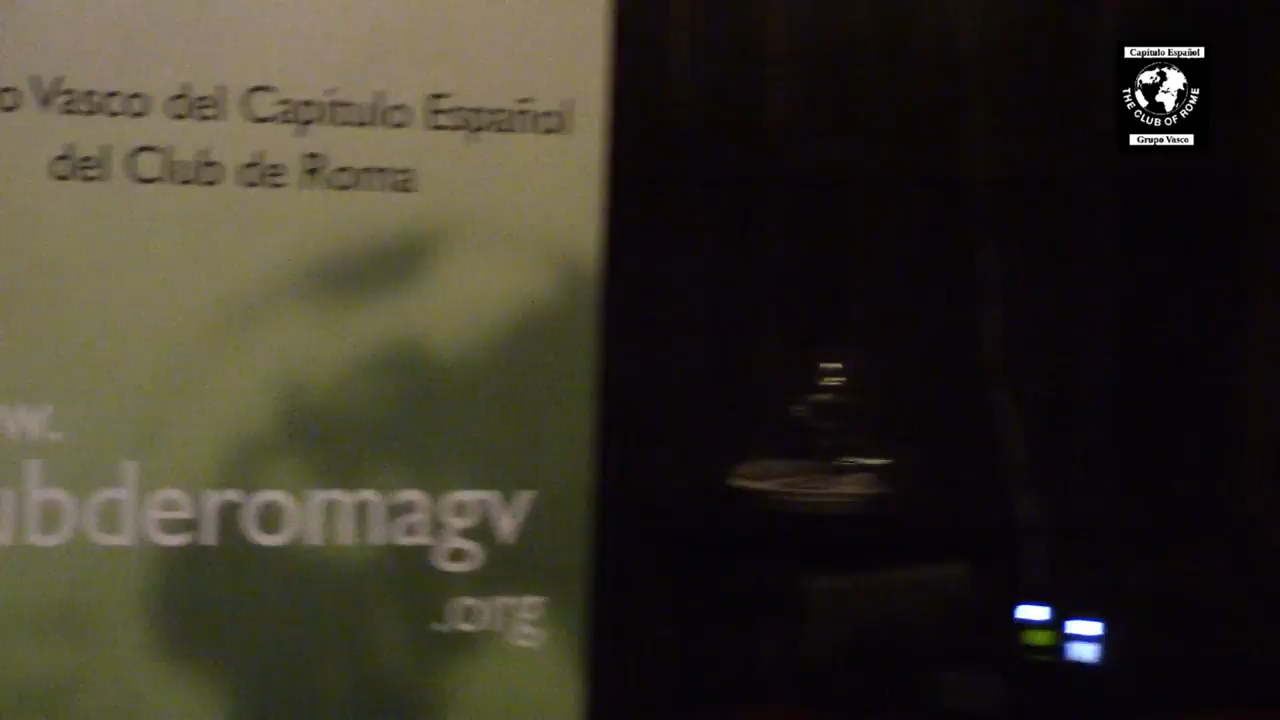 Vasco del Capítulo Español
del Club de Roma
w.
ubderomagv
.org
Capítulo Español
THE CLUB OF ROME
Grupo Vasco